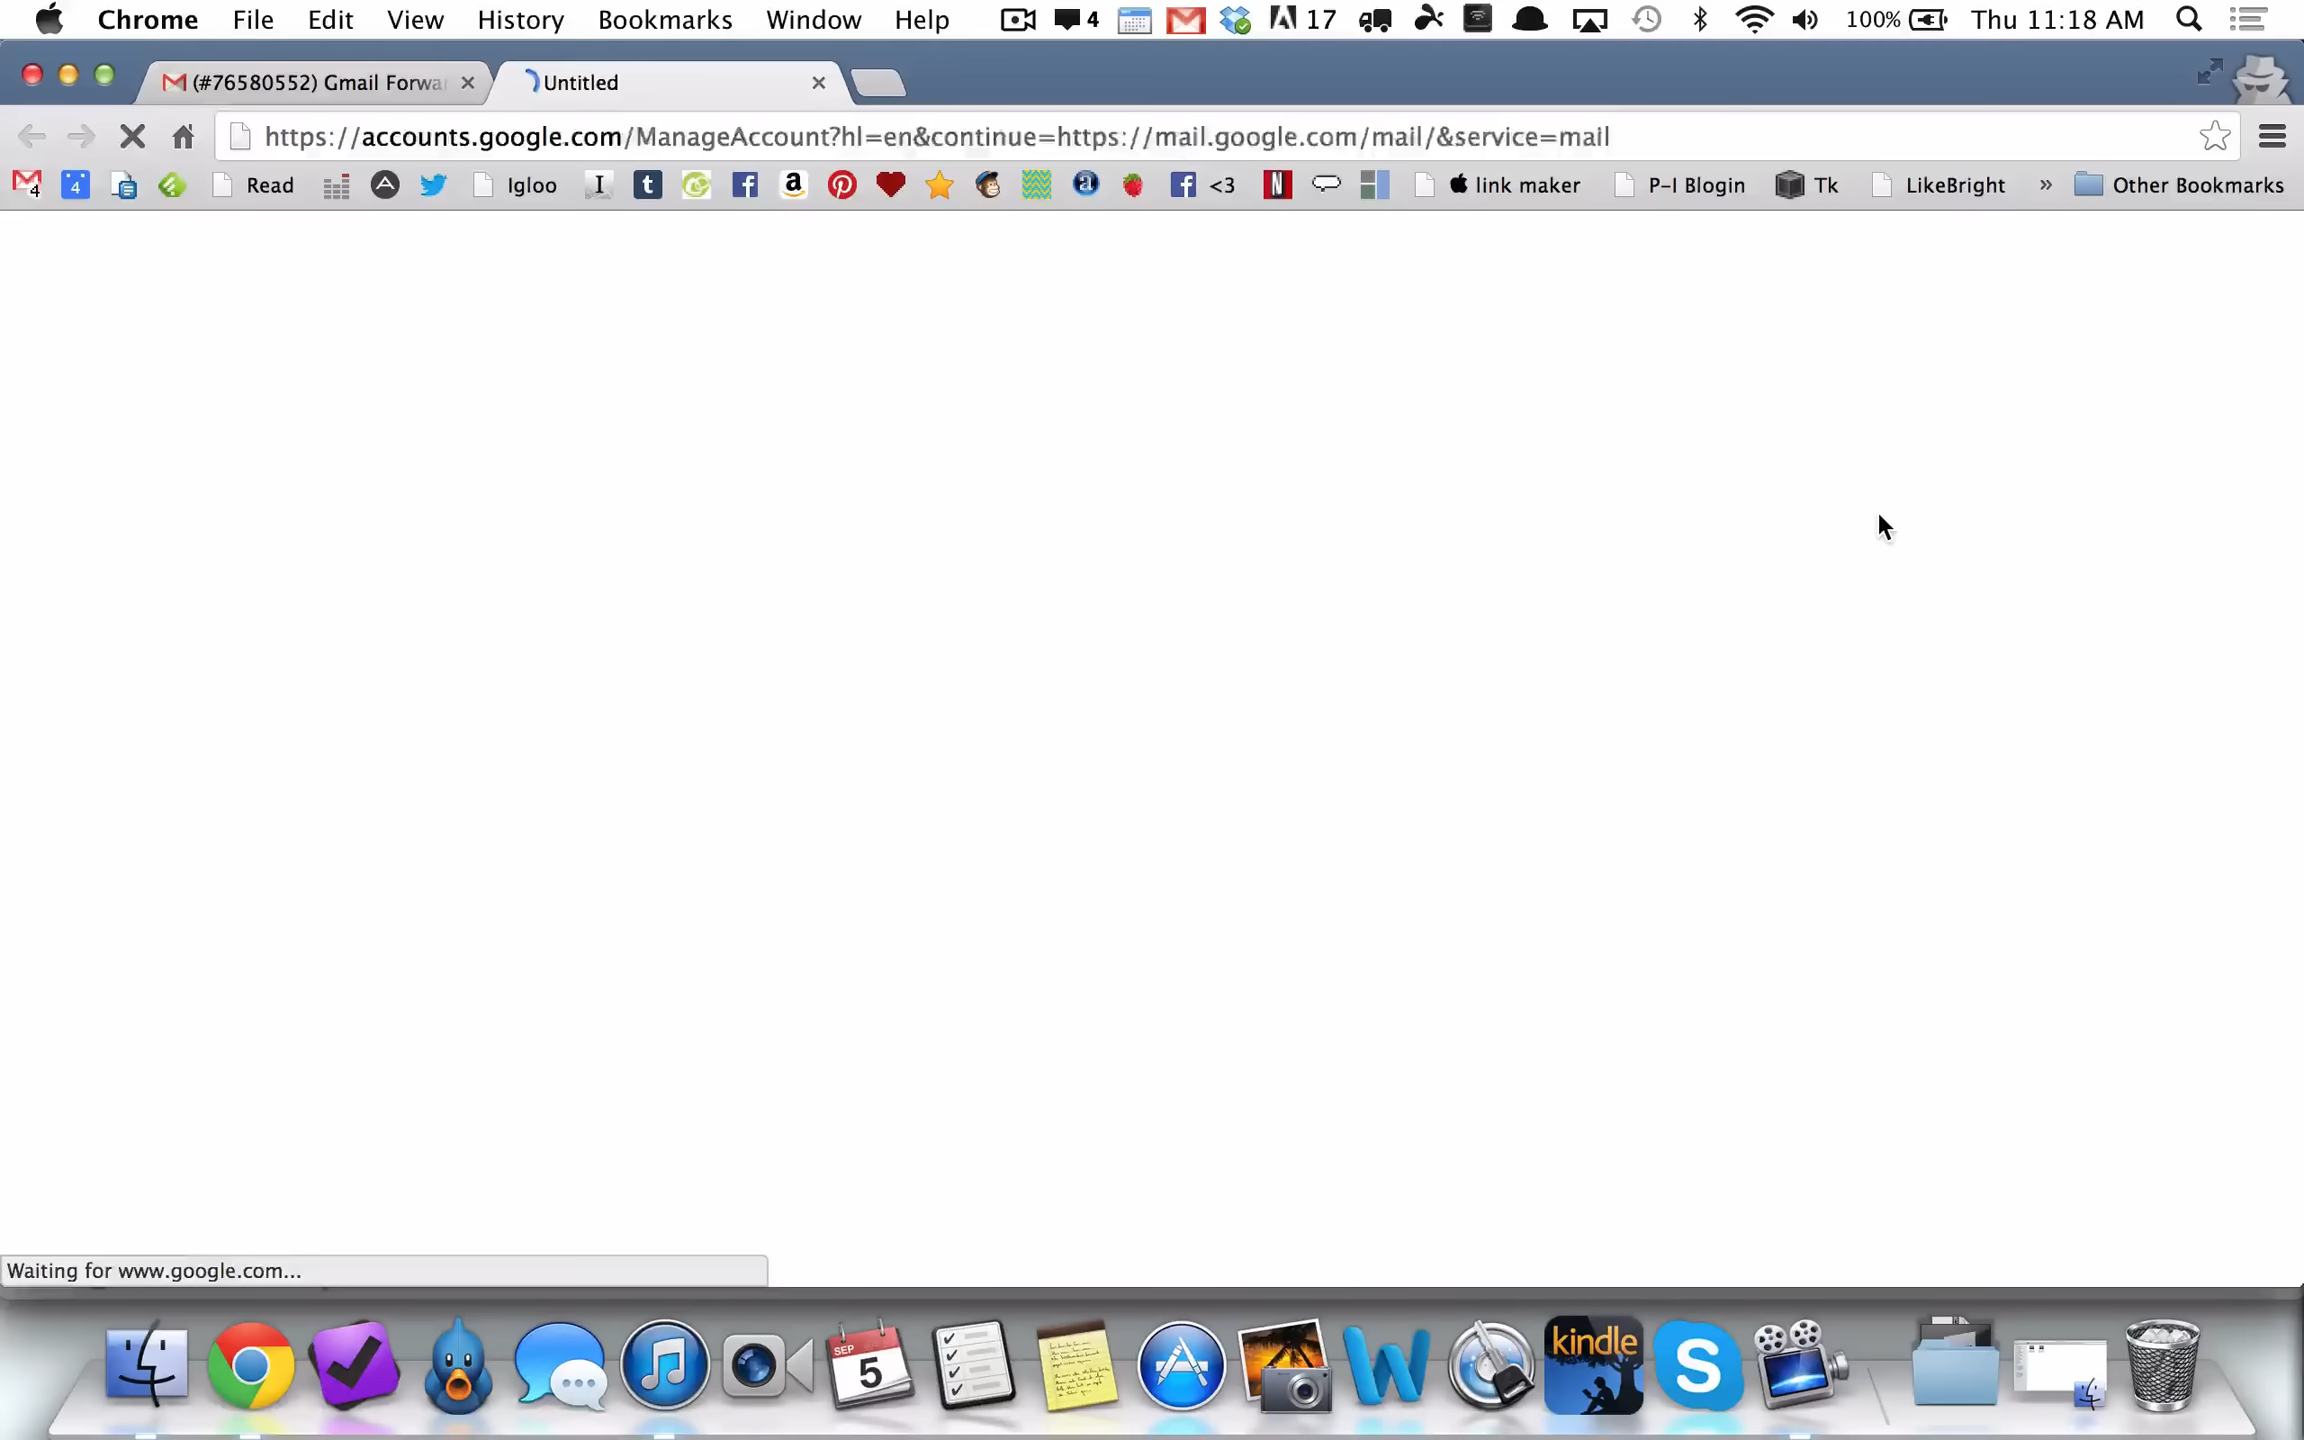 Chrome File Edit View History Bookmarks Window Help 4 17 100% Thu 11:18 AM
(#76580552) Gmail Forwa Untitled
https://accounts.google.com/ManageAccount?hl=en&continue=https://mail.google.com/mail/&service=mail
4 4 Read Igloo I t a <3 N link maker P-I Blogin Tk LikeBright » Other Bookmarks
Waiting for www.google.com...
SEP
5
kindle
W
S